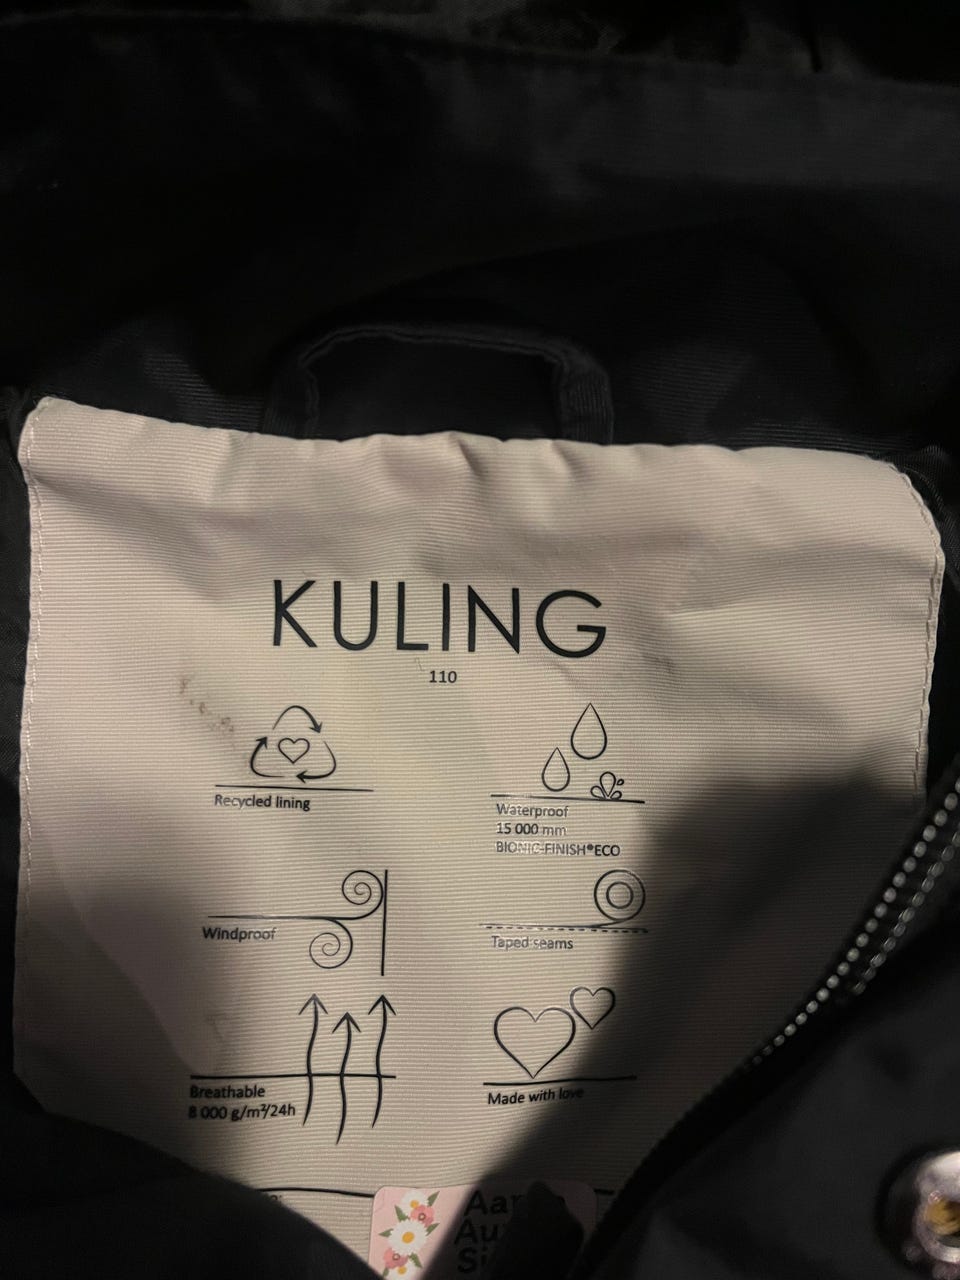 KULING
110
Recycled lining
Waterproof
15 000 mm
BIONIC-FINISH®ECO
Windproof
Taped seams
Breathable
8 000 g/m²/24h
Made with love